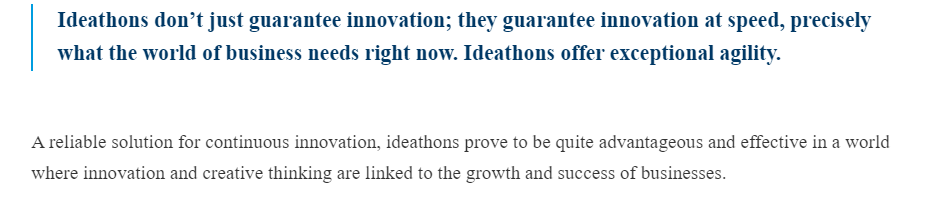 Ideathons don’t just guarantee innovation; they guarantee innovation at speed, precisely
what the world of business needs right now. Ideathons offer exceptional agility.
A reliable solution for continuous innovation, ideathons prove to be quite advantageous and effective in a world
where innovation and creative thinking are linked to the growth and success of businesses.